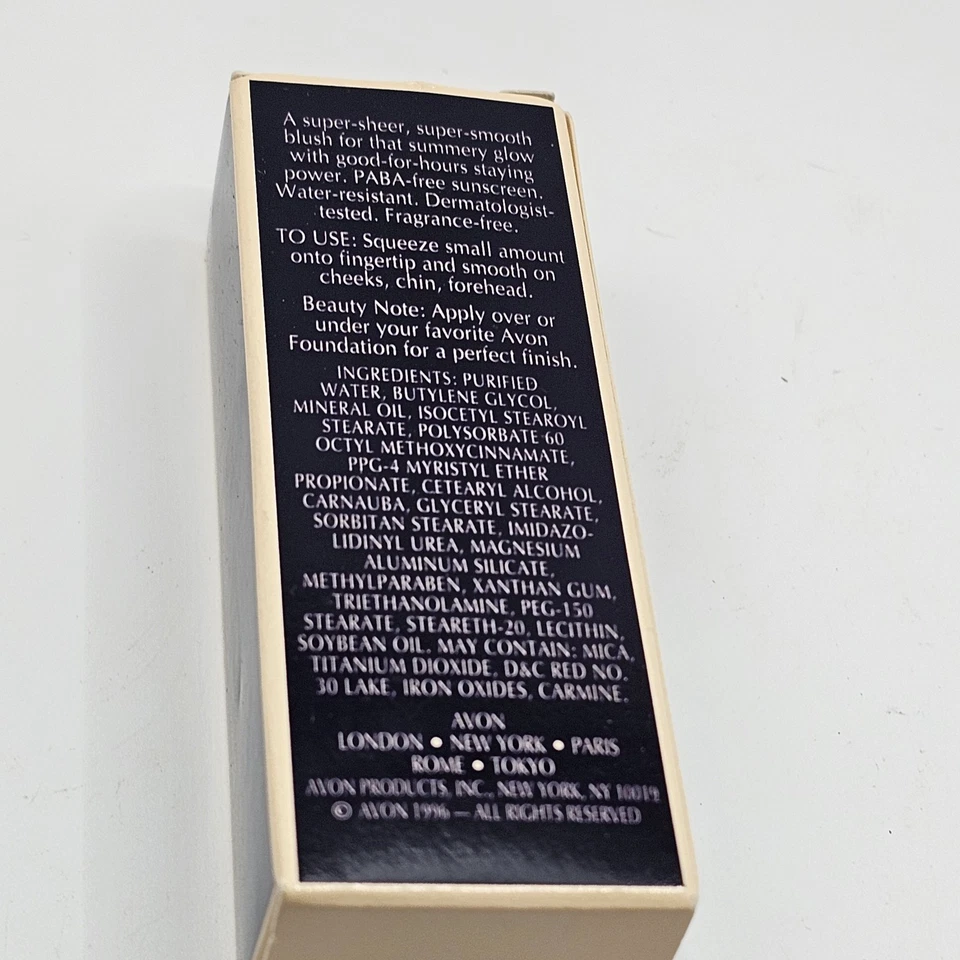 A super-sheer, super-smooth
blush for that summery glow
with good-for-hours staying
power. PABA-free sunscreen.
Water-resistant. Dermatologist-
tested. Fragrance-free.
TO USE: Squeeze small amount
onto fingertip and smooth on
cheeks, chin, forehead.
Beauty Note: Apply over or
under your favorite Avon
Foundation for a perfect finish.
INGREDIENTS: PURIFIED
WATER, BUTYLENE GLYCOL,
MINERAL OIL, ISOCETYL STEAROYL
STEARATE, POLYSORBATE 60
OCTYL METHOXYCINNAMATE,
PPG-4 MYRISTYL ETHER
PROPIONATE, CETEARYL ALCOHOL,
CARNAUBA, GLYCERYL STEARATE,
SORBITAN STEARATE, IMIDAZO-
LIDINYL UREA, MAGNESIUM
ALUMINUM SILICATE,
METHYLPARABEN, XANTHAN GUM,
TRIETHANOLAMINE, PEG-150
STEARATE, STEARETH-20, LECITHIN,
SOYBEAN OIL. MAY CONTAIN: MICA,
TITANIUM DIOXIDE, D&C RED NO.
30 LAKE, IRON OXIDES, CARMINE.
AVON
LONDON • NEW YORK • PARIS
ROME • TOKYO
AVON PRODUCTS, INC., NEW YORK, NY 10019
© AVON 1996 — ALL RIGHTS RESERVED